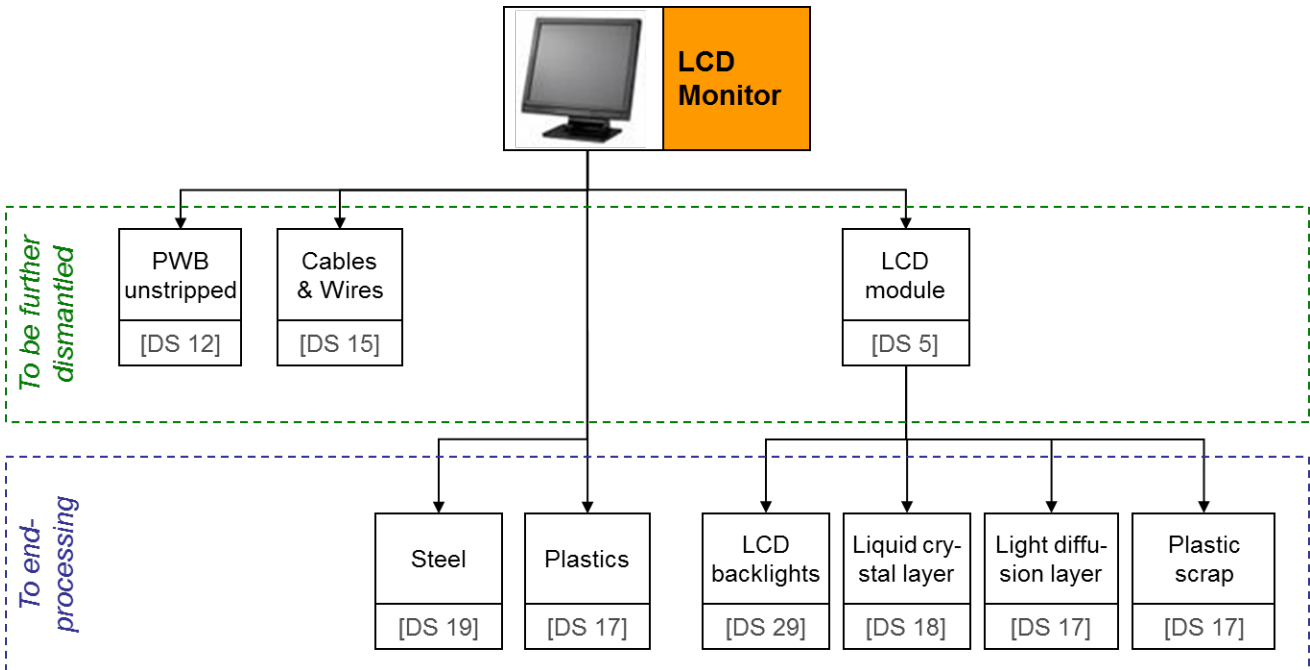 LCD
Monitor
To be further
dismantled
PWB
unstripped
[DS 12]
Cables
& Wires
[DS 15]
LCD
module
[DS 5]
To end-
processing
Steel
[DS 19]
Plastics
[DS 17]
LCD
backlights
[DS 29]
Liquid cry-
stal layer
[DS 18]
Light diffu-
sion layer
[DS 17]
Plastic
scrap
[DS 17]